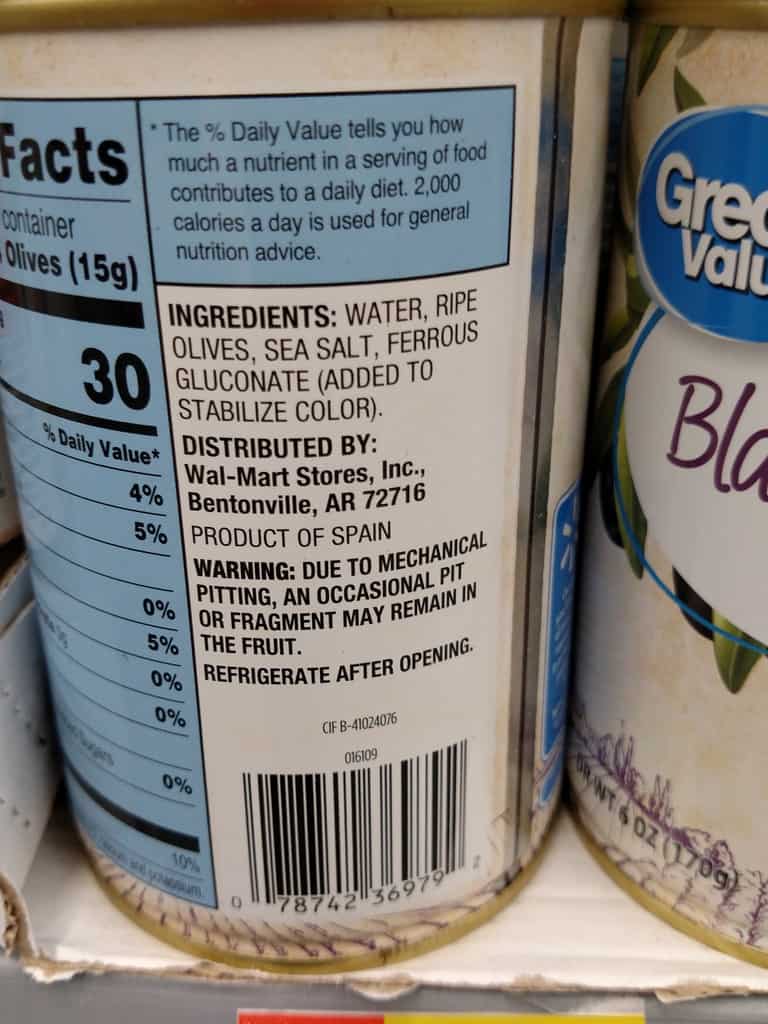 Facts
container
Olives (15g)
30
% Daily Value*
4%
5%
0%
5%
0%
0%
0%
10%
* The % Daily Value tells you how
much a nutrient in a serving of food
contributes to a daily diet. 2,000
calories a day is used for general
nutrition advice.
INGREDIENTS: WATER, RIPE
OLIVES, SEA SALT, FERROUS
GLUCONATE (ADDED TO
STABILIZE COLOR).
DISTRIBUTED BY:
Wal-Mart Stores, Inc.,
Bentonville, AR 72716
PRODUCT OF SPAIN
WARNING: DUE TO MECHANICAL
PITTING, AN OCCASIONAL PIT
OR FRAGMENT MAY REMAIN IN
THE FRUIT.
REFRIGERATE AFTER OPENING.
CIF B-41024076
016109
0 78742 36979 2
Grea
Valu
Bla
DR WT 6 OZ (170g)